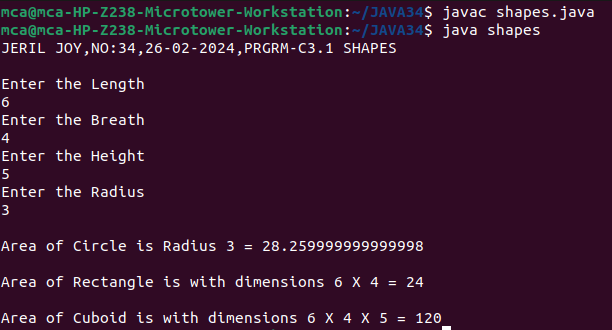 mca@mca-HP-Z238-Microtower-Workstation:~/JAVA34$ javac shapes.java
mca@mca-HP-Z238-Microtower-Workstation:~/JAVA34$ java shapes
JERIL JOY,NO:34,26-02-2024,PRGRM-C3.1 SHAPES
Enter the Length
6
Enter the Breath
4
Enter the Height
5
Enter the Radius
3
Area of Circle is Radius 3 = 28.259999999999998
Area of Rectangle is with dimensions 6 X 4 = 24
Area of Cuboid is with dimensions 6 X 4 X 5 = 120